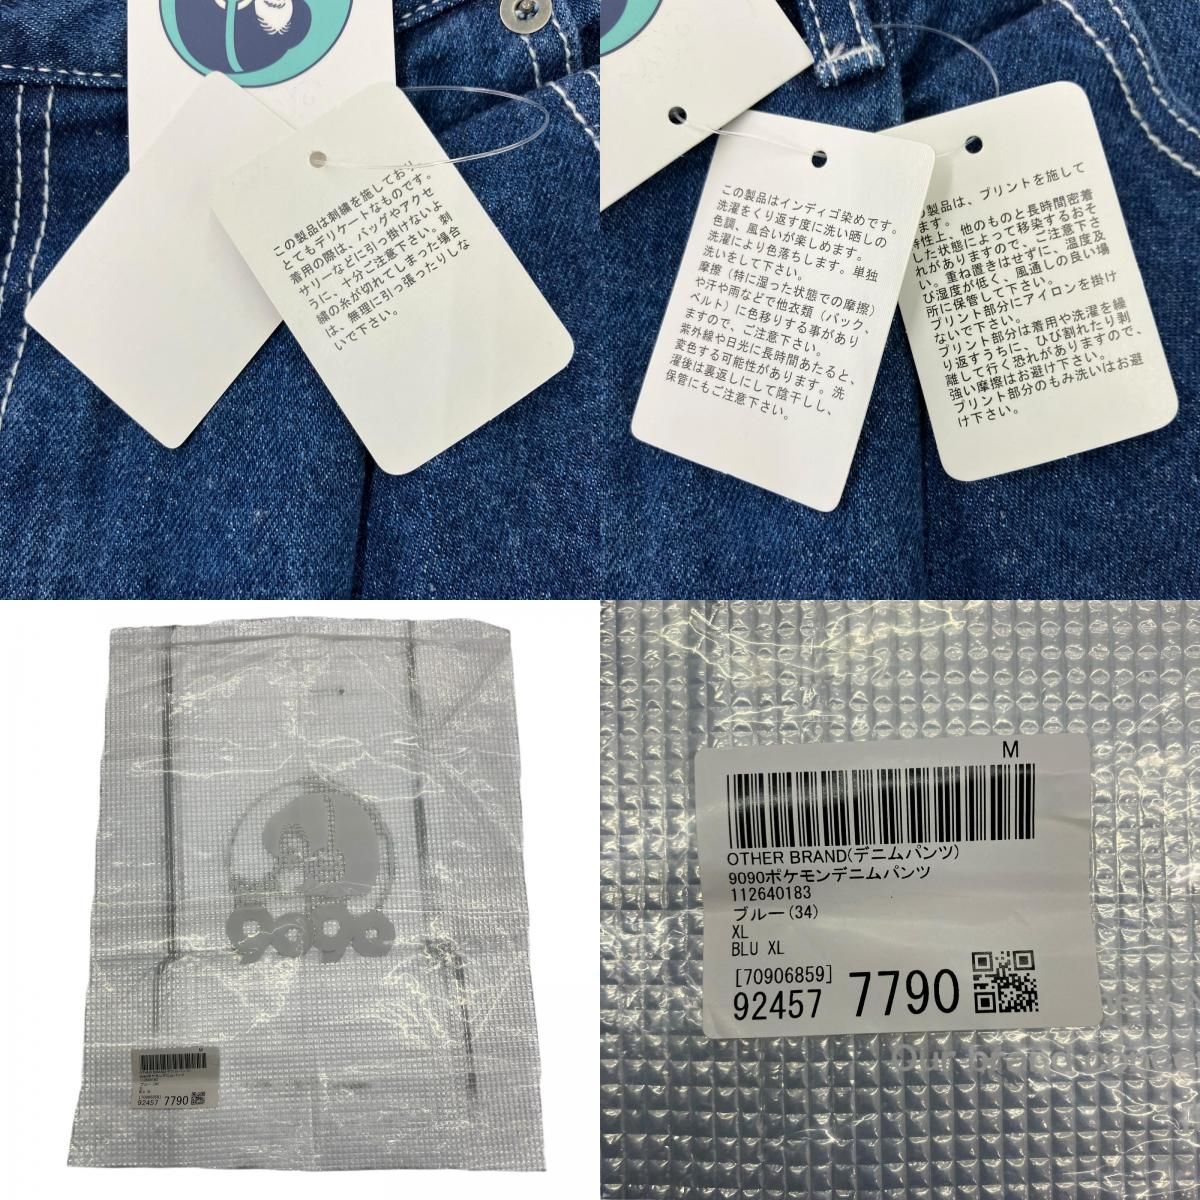 この製品は刺繍を施しており
とてもデリケートなものです。
着用の際は、バッグやアクセ
サリーなどに引っ掛けないよ
うに、十分ご注意下さい。刺
繍の糸が切れてしまった場合
は、無理に引っ張ったりしな
いで下さい。
この製品はインディゴ染めです。
洗濯をくり返す度に洗い晒しの
色調、風合いが楽しめます。
洗濯により色落ちします。単独
洗いをして下さい。
摩擦（特に湿った状態での摩擦）
や汗や雨などで他衣類（バック、
ベルト）に色移りする事があり
ますので、ご注意下さい。
紫外線や日光に長時間あたると、
変色する可能性があります。洗
濯後は裏返しにして陰干しし、
保管にもご注意下さい。
製品は、プリントを施して
ます。他のものと長時間密着
特性上、
した状態によって移染するおそ
れがありますので、ご注意下さ
い。重ね置きはせずに、温度及
び湿度が低く、風通しの良い場
所に保管して下さい。
プリント部分にアイロンを掛け
ないで下さい。
プリント部分は着用や洗濯を繰
り返すうちに、ひび割れたり剥
離して行く恐れがありますので、
強い摩擦はお避け下さい。
プリント部分のもみ洗いはお避
け下さい。
9090
92457 7790
M
OTHER BRAND(デニムパンツ)
9090ポケモンデニムパンツ
112640183
ブルー(34)
XL
BLU XL
[70906859]
92457 7790
Our brand